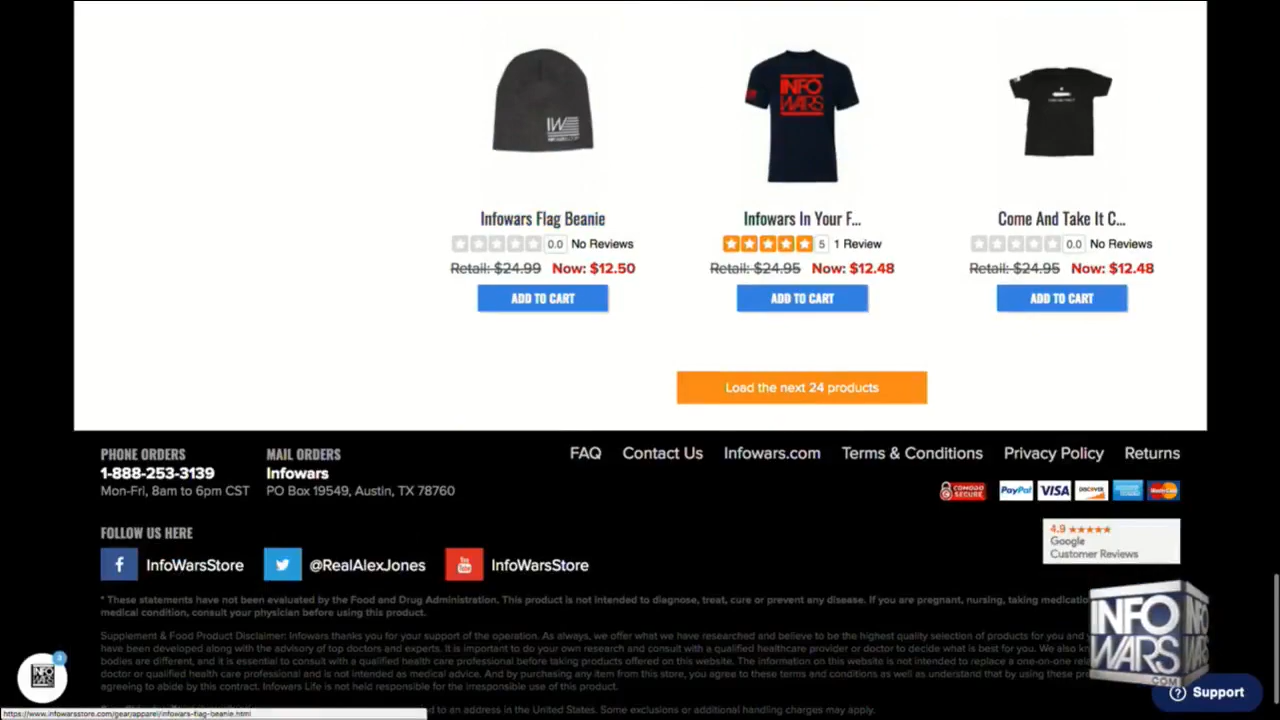 IW
INFO
WARS
Infowars Flag Beanie
Infowars In Your F...
Come And Take It C...
0.0 No Reviews
5 1 Review
0.0 No Reviews
Retail: $24.99 Now: $12.50
Retail: $24.95 Now: $12.48
Retail: $24.95 Now: $12.48
ADD TO CART
ADD TO CART
ADD TO CART
Load the next 24 products
PHONE ORDERS
1-888-253-3139
Mon-Fri, 8am to 6pm CST
MAIL ORDERS
Infowars
PO Box 19549, Austin, TX 78760
FAQ Contact Us Infowars.com Terms & Conditions Privacy Policy Returns
COMODO SECURE PayPal VISA DISCOVER AMERICAN EXPRESS MasterCard
4.9
Google
Customer Reviews
FOLLOW US HERE
InfoWarsStore @RealAlexJones InfoWarsStore
* These statements have not been evaluated by the Food and Drug Administration. This product is not intended to diagnose, treat, cure or prevent any disease. If you are pregnant, nursing, taking medicatio
medical condition, consult your physician before using this product.
Supplement & Food Product Disclaimer: Infowars thanks you for your support of the operation. As always, we offer what we have researched and believe to be the highest quality selection of products for you and
have been developed along with the advisory of top doctors and experts. It is important to do your own research and consult with a qualified healthcare provider or doctor to decide what is best for you. We also
bodies are different, and it is essential to consult with a qualified health care professional before taking products offered on this website. The information on this website is not intended to replace a one-on-one
doctor or qualified health care professional and is not intended as medical advice. And by purchasing any item from this store, you agree to these terms and conditions as well as understand that by using these
agreeing to abide by this contract. Infowars Life is not held responsible for the irresponsible use of this product.
to an address in the United States. Some exclusions or additional handling charges may apply.
INFO
WARS
.COM
Support
https://www.infowarsstore.com/gear/apparel/infowars-flag-beanie.html